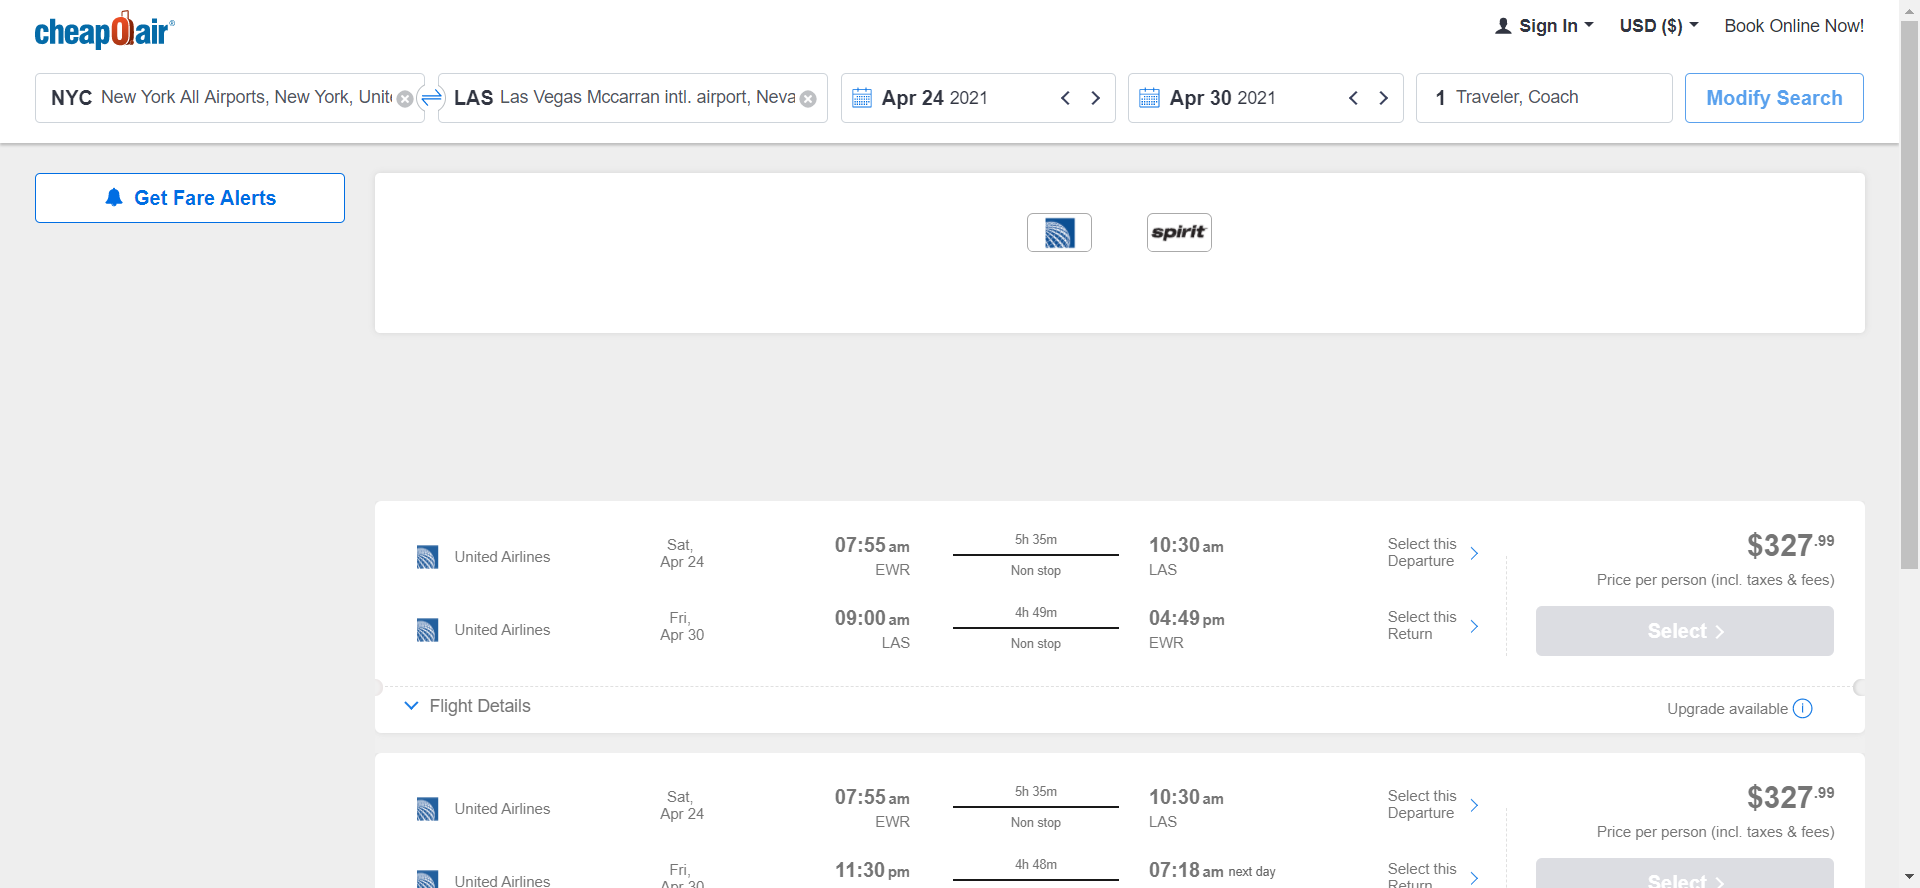 cheapOair®
Sign In
USD ($)
Book Online Now!
NYC New York All Airports, New York, Unit
LAS Las Vegas Mccarran intl. airport, Neva
Apr 24 2021
Apr 30 2021
1 Traveler, Coach
Modify Search
Get Fare Alerts
spirit
United Airlines
Sat,
Apr 24
07:55 am
EWR
5h 35m
Non stop
10:30 am
LAS
Select this
Departure
$327.99
Price per person (incl. taxes & fees)
United Airlines
Fri,
Apr 30
09:00 am
LAS
4h 49m
Non stop
04:49 pm
EWR
Select this
Return
Select
Flight Details
Upgrade available
United Airlines
Sat,
Apr 24
07:55 am
EWR
5h 35m
Non stop
10:30 am
LAS
Select this
Departure
$327.99
Price per person (incl. taxes & fees)
United Airlines
Fri,
Apr 30
11:30 pm
4h 48m
07:18 am next day
Select this
Return
Select